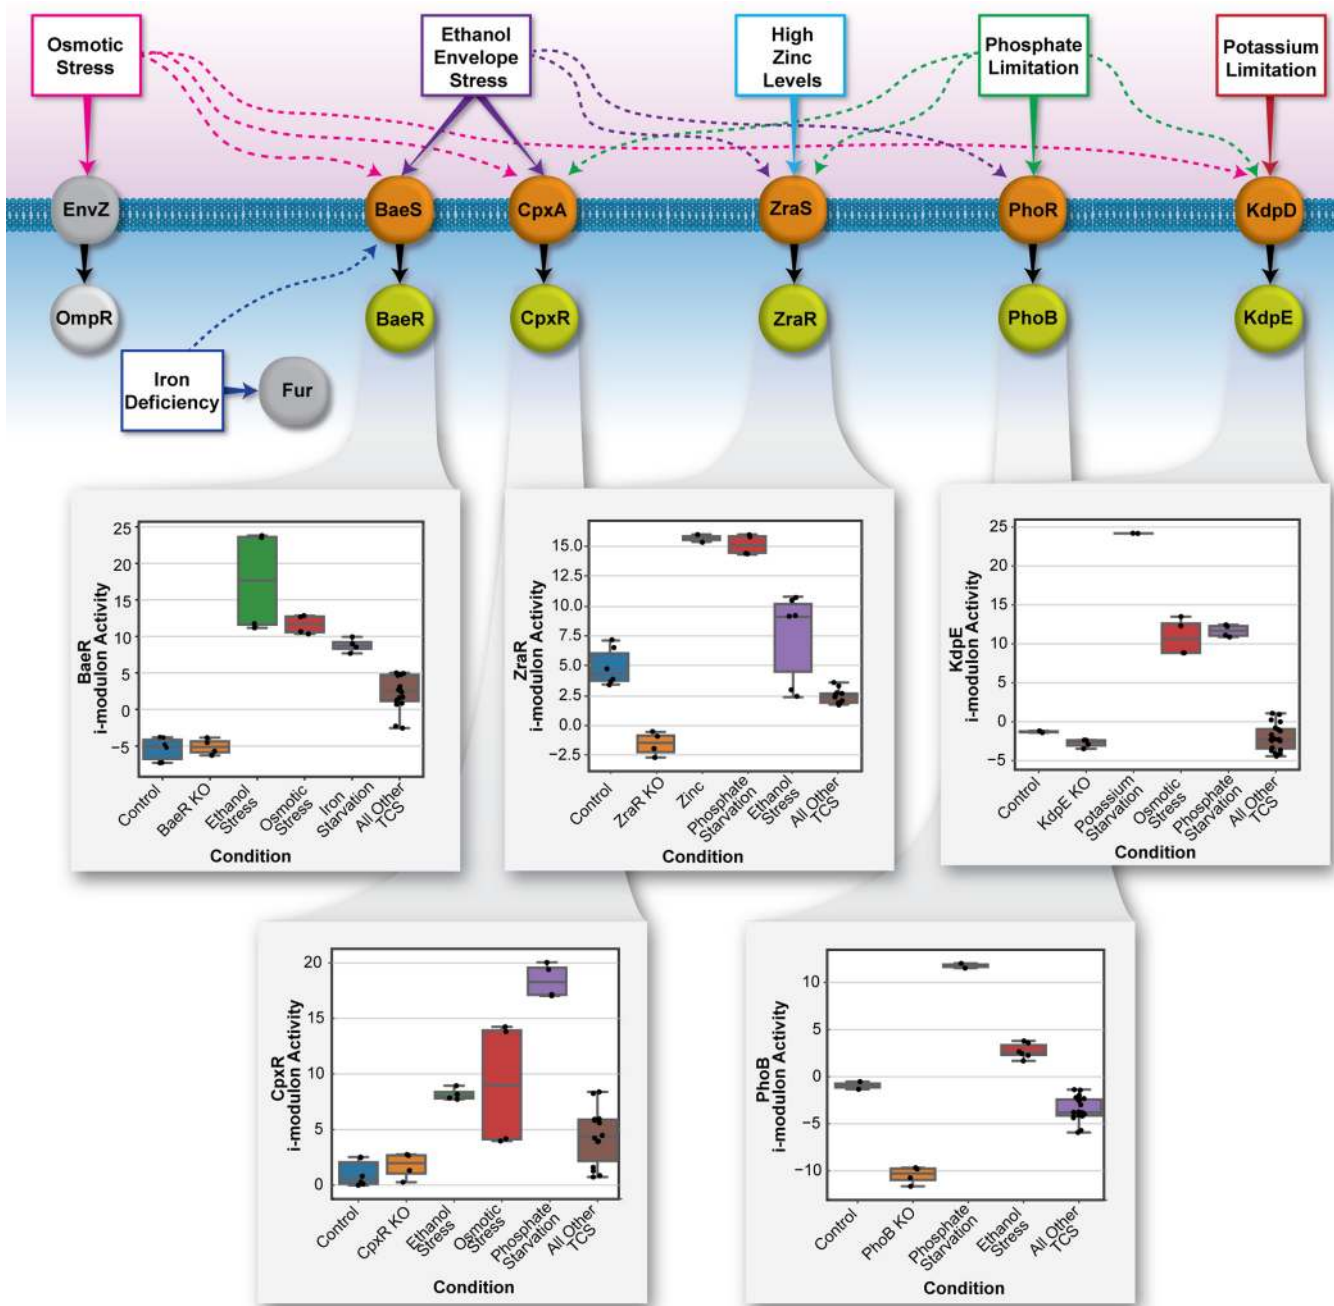 Osmotic
Stress
Ethanol
Envelope
Stress
High
Zinc
Levels
Phosphate
Limitation
Potassium
Limitation
EnvZ
BaeS
CpxA
ZraS
PhoR
KdpD
OmpR
BaeR
CpxR
ZraR
PhoB
KdpE
Iron
Deficiency
Fur
BaeR
i-modulon Activity
25
20
15
10
5
0
−5
Control
BaeR KO
Ethanol
Stress
Osmotic
Stress
Iron
Starvation
All Other
TCS
Condition
ZraR
i-modulon Activity
15.0
12.5
10.0
7.5
5.0
2.5
0.0
−2.5
Control
ZraR KO
Zinc
Phosphate
Starvation
Ethanol
Stress
All Other
TCS
Condition
KdpE
i-modulon Activity
25
20
15
10
5
0
−5
Control
KdpE KO
Potassium
Starvation
Osmotic
Stress
Phosphate
Starvation
All Other
TCS
Condition
CpxR
i-modulon Activity
20
15
10
5
0
Control
CpxR KO
Ethanol
Stress
Osmotic
Stress
Phosphate
Starvation
All Other
TCS
Condition
PhoB
i-modulon Activity
10
5
0
−5
−10
Control
PhoB KO
Phosphate
Starvation
Ethanol
Stress
All Other
TCS
Condition